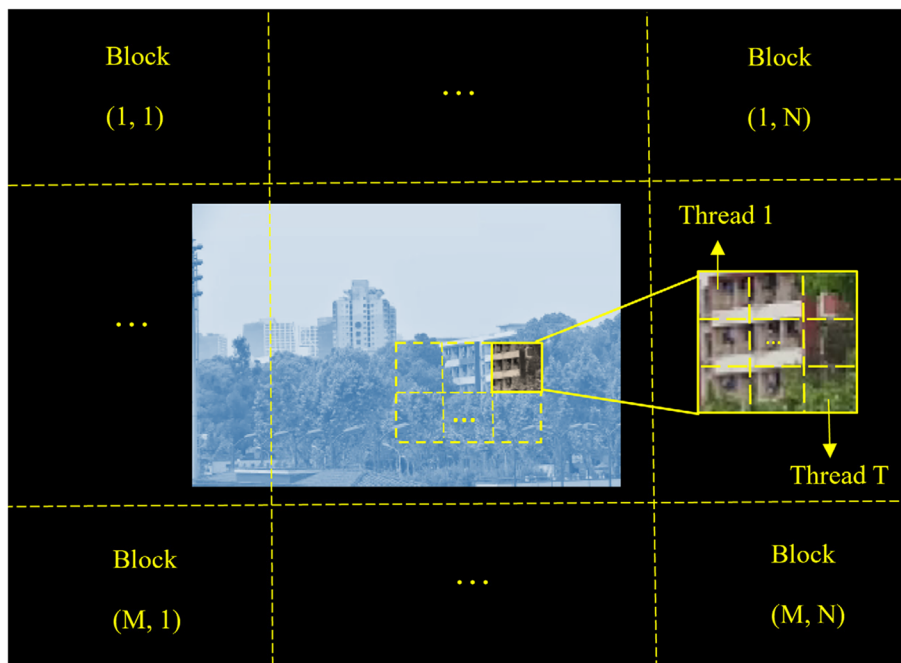 Block
(1, 1)
...
Block
(1, N)
Thread 1
...
...
...
Thread T
Block
(M, 1)
...
Block
(M, N)